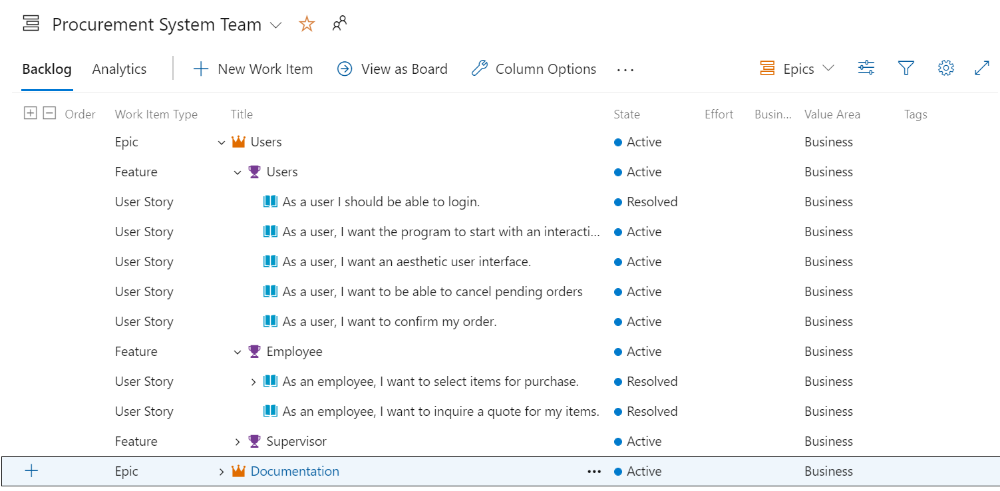 Procurement System Team
Backlog Analytics New Work Item View as Board Column Options ... Epics
Order Work Item Type Title State Effort Busin... Value Area Tags
Epic Users Active Business
Feature Users Active Business
User Story As a user I should be able to login. Resolved Business
User Story As a user, I want the program to start with an interacti... Active Business
User Story As a user, I want an aesthetic user interface. Active Business
User Story As a user, I want to be able to cancel pending orders Active Business
User Story As a user, I want to confirm my order. Active Business
Feature Employee Active Business
User Story As an employee, I want to select items for purchase. Resolved Business
User Story As an employee, I want to inquire a quote for my items. Resolved Business
Feature Supervisor Active Business
Epic Documentation ... Active Business